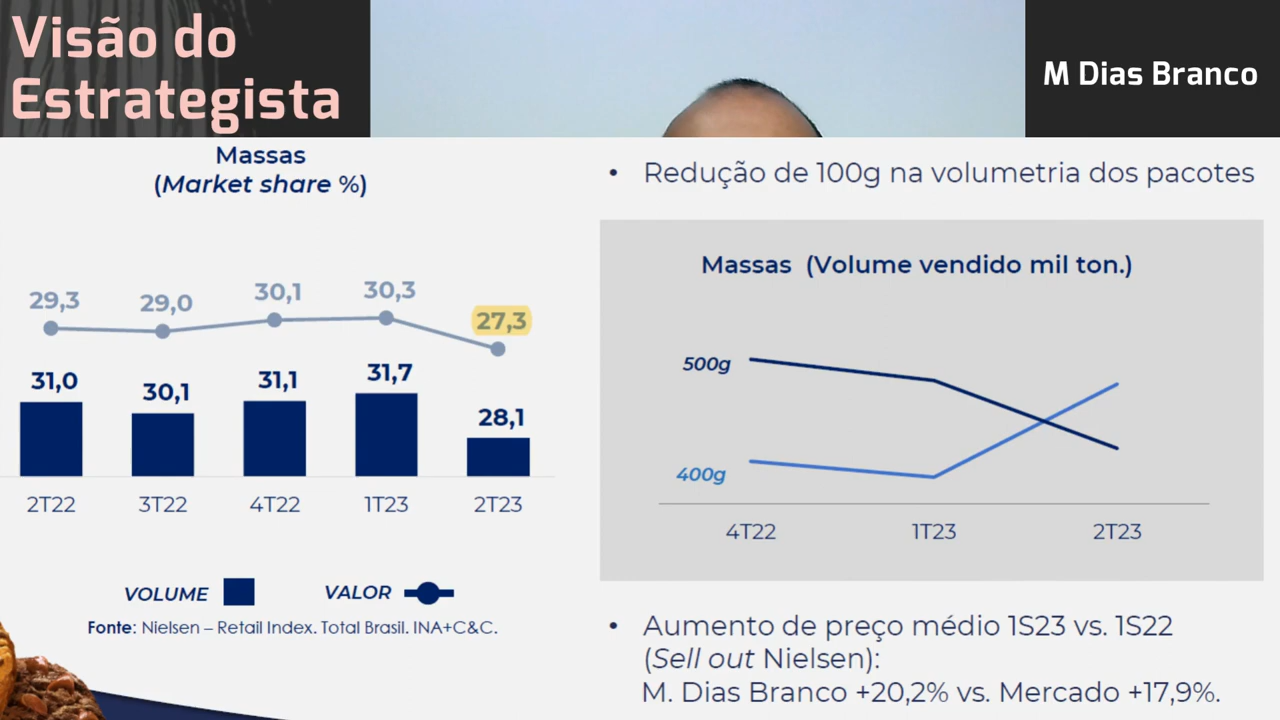 Visão do
Estrategista
M Dias Branco
Massas
(Market share %)
29,3
29,0
30,1
30,3
27,3
31,0
30,1
31,1
31,7
28,1
2T22
3T22
4T22
1T23
2T23
VOLUME
VALOR
Fonte: Nielsen – Retail Index. Total Brasil. INA+C&C.
• Redução de 100g na volumetria dos pacotes
Massas (Volume vendido mil ton.)
500g
400g
4T22
1T23
2T23
• Aumento de preço médio 1S23 vs. 1S22
(Sell out Nielsen):
M. Dias Branco +20,2% vs. Mercado +17,9%.